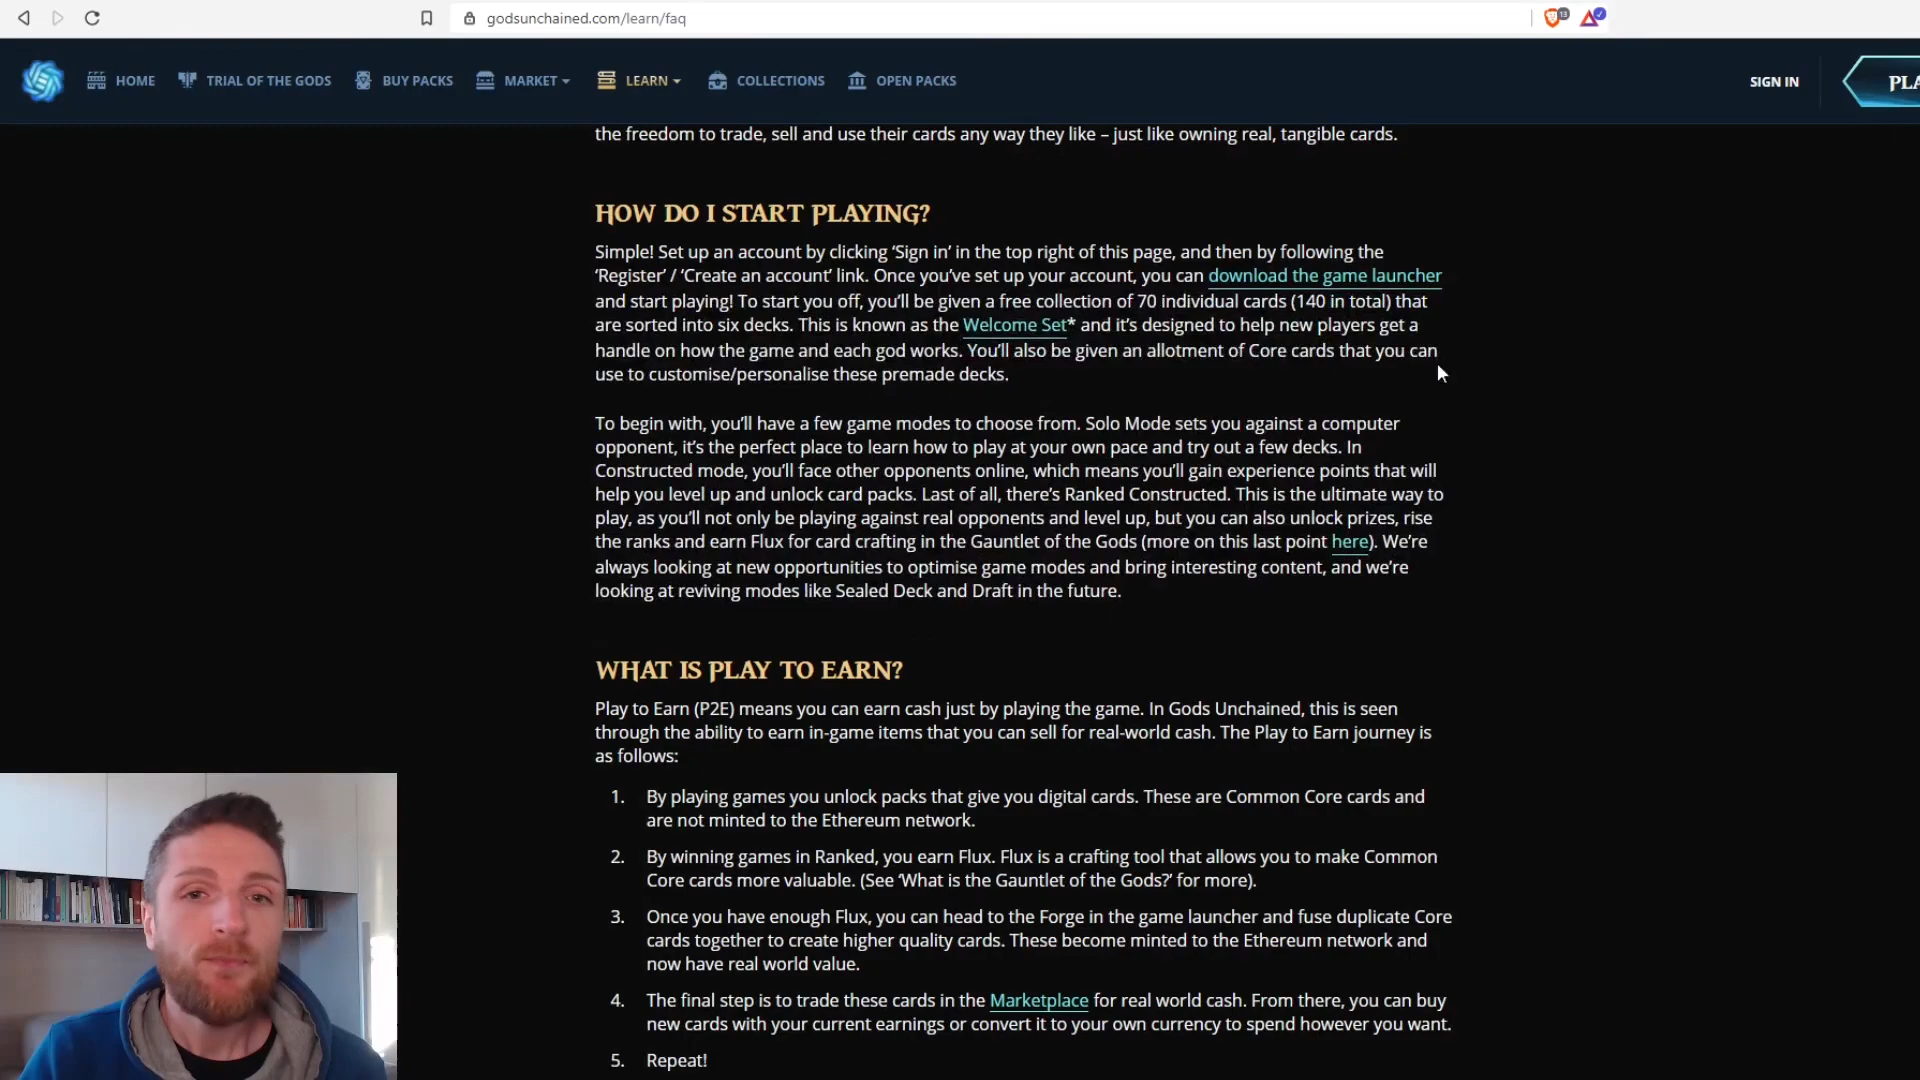 godsunchained.com/learn/faq
13
HOME
TRIAL OF THE GODS
BUY PACKS
MARKET
LEARN
COLLECTIONS
OPEN PACKS
SIGN IN
PLA
the freedom to trade, sell and use their cards any way they like – just like owning real, tangible cards.
HOW DO I START PLAYING?
Simple! Set up an account by clicking ‘Sign in’ in the top right of this page, and then by following the
‘Register’ / ‘Create an account’ link. Once you’ve set up your account, you can download the game launcher
and start playing! To start you off, you’ll be given a free collection of 70 individual cards (140 in total) that
are sorted into six decks. This is known as the Welcome Set* and it’s designed to help new players get a
handle on how the game and each god works. You’ll also be given an allotment of Core cards that you can
use to customise/personalise these premade decks.
To begin with, you’ll have a few game modes to choose from. Solo Mode sets you against a computer
opponent, it’s the perfect place to learn how to play at your own pace and try out a few decks. In
Constructed mode, you’ll face other opponents online, which means you’ll gain experience points that will
help you level up and unlock card packs. Last of all, there’s Ranked Constructed. This is the ultimate way to
play, as you’ll not only be playing against real opponents and level up, but you can also unlock prizes, rise
the ranks and earn Flux for card crafting in the Gauntlet of the Gods (more on this last point here). We’re
always looking at new opportunities to optimise game modes and bring interesting content, and we’re
looking at reviving modes like Sealed Deck and Draft in the future.
WHAT IS PLAY TO EARN?
Play to Earn (P2E) means you can earn cash just by playing the game. In Gods Unchained, this is seen
through the ability to earn in-game items that you can sell for real-world cash. The Play to Earn journey is
as follows:
1. By playing games you unlock packs that give you digital cards. These are Common Core cards and
are not minted to the Ethereum network.
2. By winning games in Ranked, you earn Flux. Flux is a crafting tool that allows you to make Common
Core cards more valuable. (See ‘What is the Gauntlet of the Gods?’ for more).
3. Once you have enough Flux, you can head to the Forge in the game launcher and fuse duplicate Core
cards together to create higher quality cards. These become minted to the Ethereum network and
now have real world value.
4. The final step is to trade these cards in the Marketplace for real world cash. From there, you can buy
new cards with your current earnings or convert it to your own currency to spend however you want.
5. Repeat!